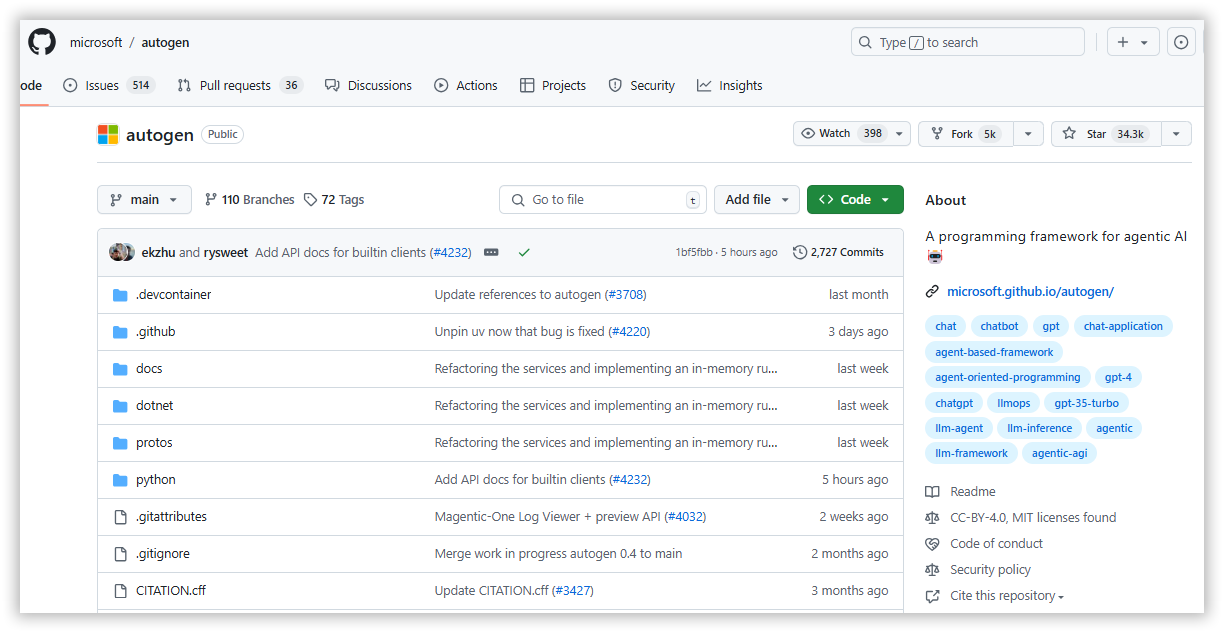 microsoft / autogen Type / to search
ode Issues 514 Pull requests 36 Discussions Actions Projects Security Insights
autogen Public Watch 398 Fork 5k Star 34.3k
main 110 Branches 72 Tags Go to file t Add file Code
ekzhu and rysweet Add API docs for builtin clients (#4232) 1bf5fbb · 5 hours ago 2,727 Commits
.devcontainer Update references to autogen (#3708) last month
.github Unpin uv now that bug is fixed (#4220) 3 days ago
docs Refactoring the services and implementing an in-memory ru... last week
dotnet Refactoring the services and implementing an in-memory ru... last week
protos Refactoring the services and implementing an in-memory ru... last week
python Add API docs for builtin clients (#4232) 5 hours ago
.gitattributes Magentic-One Log Viewer + preview API (#4032) 2 weeks ago
.gitignore Merge work in progress autogen 0.4 to main 2 months ago
CITATION.cff Update CITATION.cff (#3427) 3 months ago
About
A programming framework for agentic AI
🤖
microsoft.github.io/autogen/
chat chatbot gpt chat-application
agent-based-framework
agent-oriented-programming gpt-4
chatgpt llmops gpt-35-turbo
llm-agent llm-inference agentic
llm-framework agentic-agi
Readme
CC-BY-4.0, MIT licenses found
Code of conduct
Security policy
Cite this repository